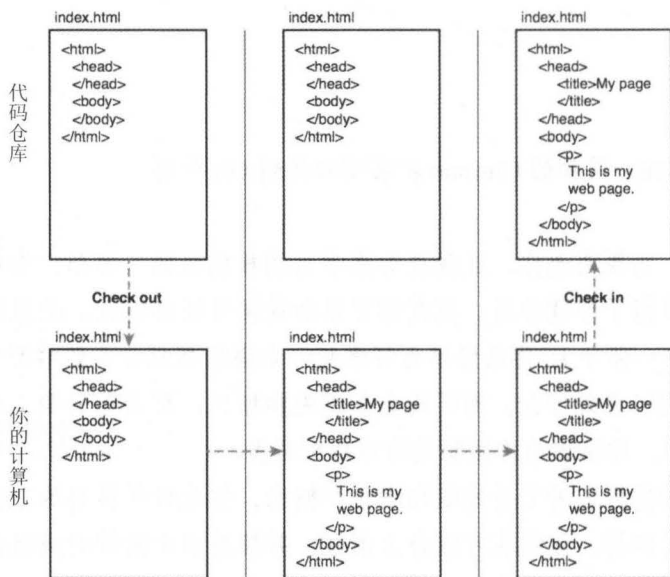 代码仓库
index.html
<html>
<head>
</head>
<body>
</body>
</html>
index.html
<html>
<head>
</head>
<body>
</body>
</html>
index.html
<html>
<head>
<title>My page
</title>
</head>
<body>
<p>
This is my
web page.
</p>
</body>
</html>
Check out
Check in
你的计算机
index.html
<html>
<head>
</head>
<body>
</body>
</html>
index.html
<html>
<head>
<title>My page
</title>
</head>
<body>
<p>
This is my
web page.
</p>
</body>
</html>
index.html
<html>
<head>
<title>My page
</title>
</head>
<body>
<p>
This is my
web page.
</p>
</body>
</html>